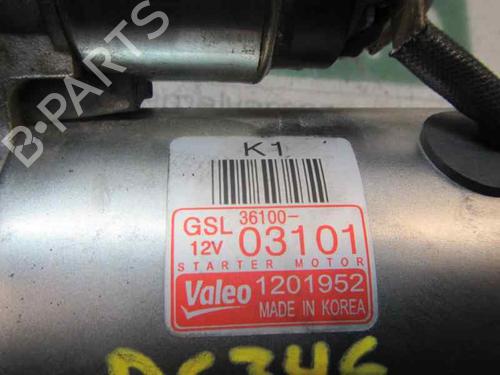 B-PARTS
K1
GSL 36100-
12V 03101
STARTER MOTOR
Valeo 1201952
MADE IN KOREA